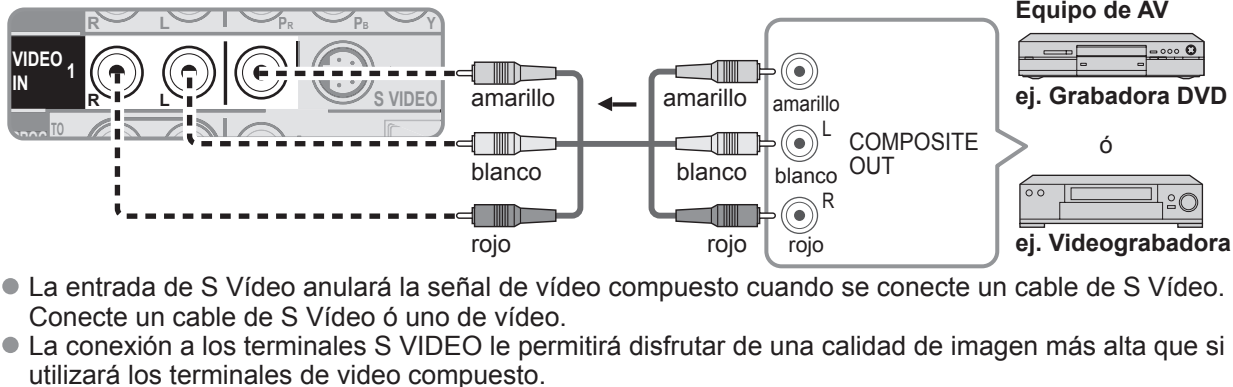 Equipo de AV
R L PR PB Y
VIDEO IN 1
R L S VIDEO
TO
amarillo
amarillo
amarillo
ej. Grabadora DVD
L
COMPOSITE OUT
ó
blanco
blanco
blanco
R
rojo
rojo
rojo
ej. Videograbadora
● La entrada de S Vídeo anulará la señal de vídeo compuesto cuando se conecte un cable de S Vídeo.
Conecte un cable de S Vídeo ó uno de vídeo.
● La conexión a los terminales S VIDEO le permitirá disfrutar de una calidad de imagen más alta que si
utilizará los terminales de video compuesto.